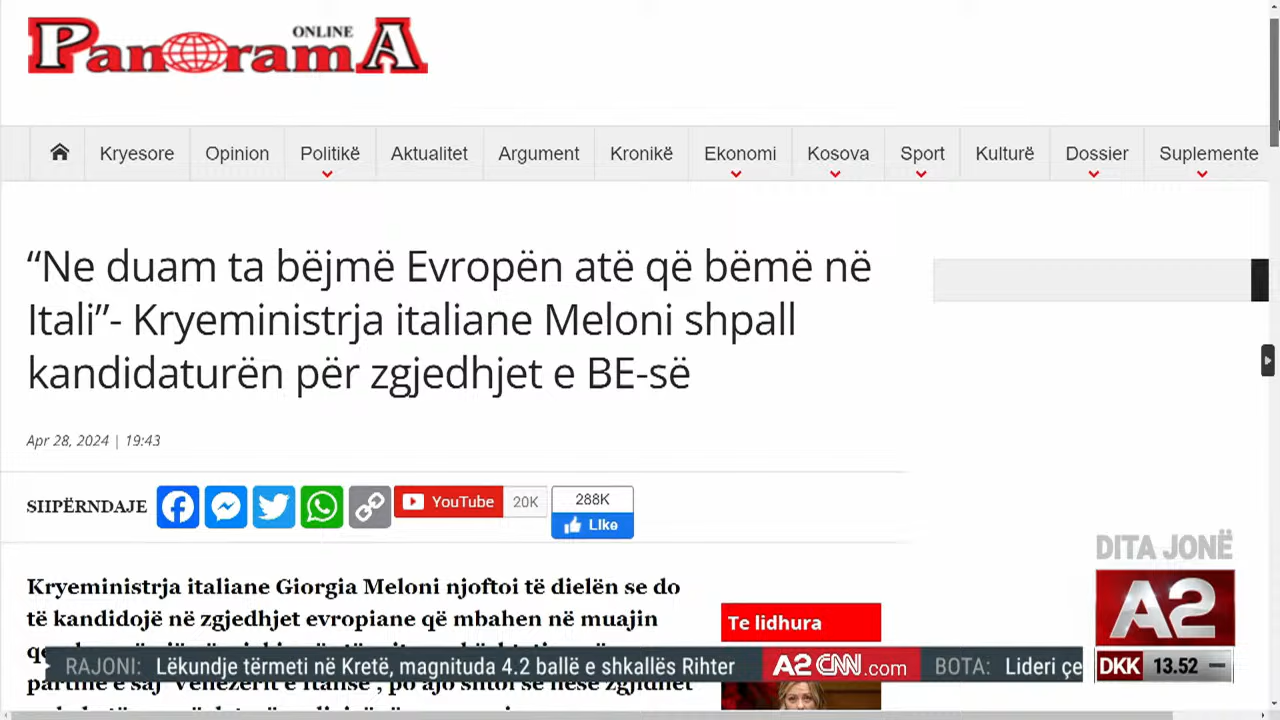 PanoramA
ONLINE
Kryesore Opinion Politikë Aktualitet Argument Kronikë Ekonomi Kosova Sport Kulturë Dossier Suplemente
“Ne duam ta bëjmë Evropën atë që bëmë në
Itali”- Kryeministrja italiane Meloni shpall
kandidaturën për zgjedhjet e BE-së
Apr 28, 2024 | 19:43
SHPËRNDAJE
YouTube 20K
288K
Like
Kryeministrja italiane Giorgia Meloni njoftoi të dielën se do
të kandidojë në zgjedhjet evropiane që mbahen në muajin
Te lidhura
DITA JONË
A2
RAJONI: Lëkundje tërmeti në Kretë, magnituda 4.2 ballë e shkallës Rihter A2 CNN.com BOTA: Lideri çe
DKK 13.52